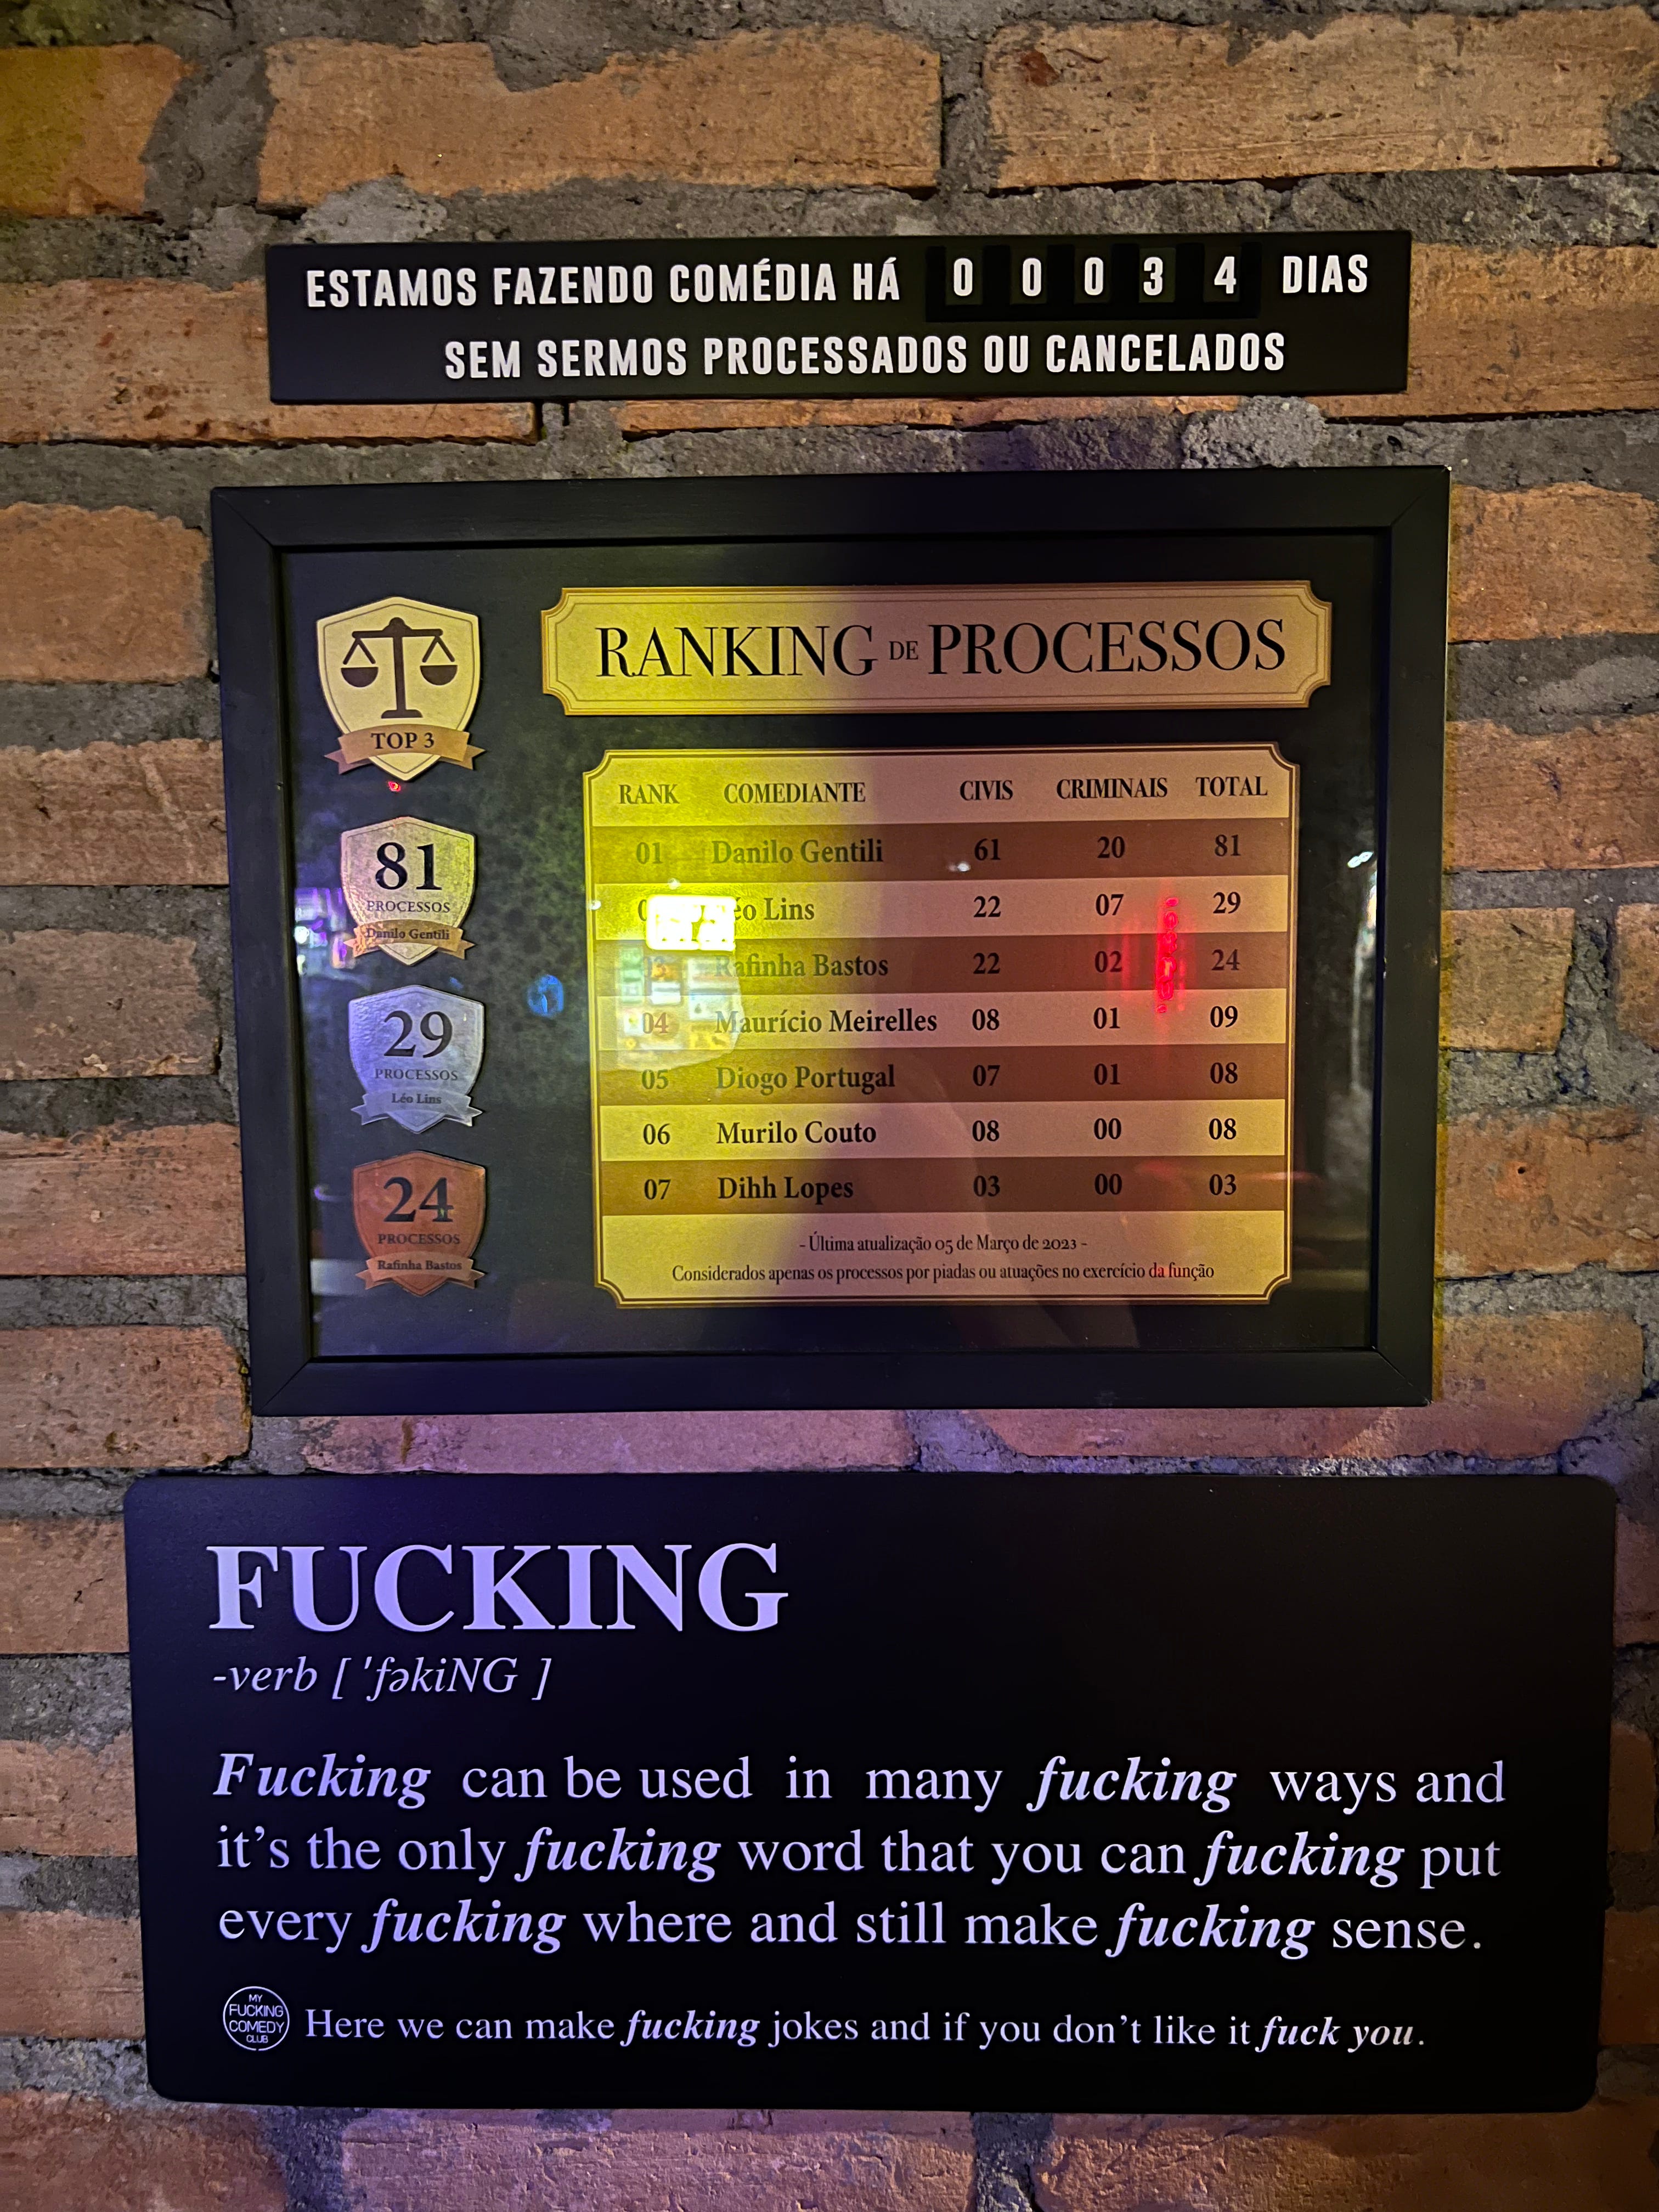 ESTAMOS FAZENDO COMÉDIA HÁ 0 0 0 3 4 DIAS
SEM SERMOS PROCESSADOS OU CANCELADOS
TOP 3
81
PROCESSOS
Danilo Gentili
29
PROCESSOS
Léo Lins
24
PROCESSOS
Rafinha Bastos
RANKING DE PROCESSOS
RANK COMEDIANTE CIVIS CRIMINAIS TOTAL
01 Danilo Gentili 61 20 81
Léo Lins 22 07 29
Rafinha Bastos 22 02 24
04 Maurício Meirelles 08 01 09
05 Diogo Portugal 07 01 08
06 Murilo Couto 08 00 08
07 Dihh Lopes 03 00 03
- Última atualização 05 de Março de 2023 -
Considerados apenas os processos por piadas ou atuações no exercício da função
FUCKING
-verb [ 'fəkiNG ]
Fucking can be used in many fucking ways and
it's the only fucking word that you can fucking put
every fucking where and still make fucking sense.
MY
FUCKING
COMEDY
CLUB
Here we can make fucking jokes and if you don't like it fuck you.